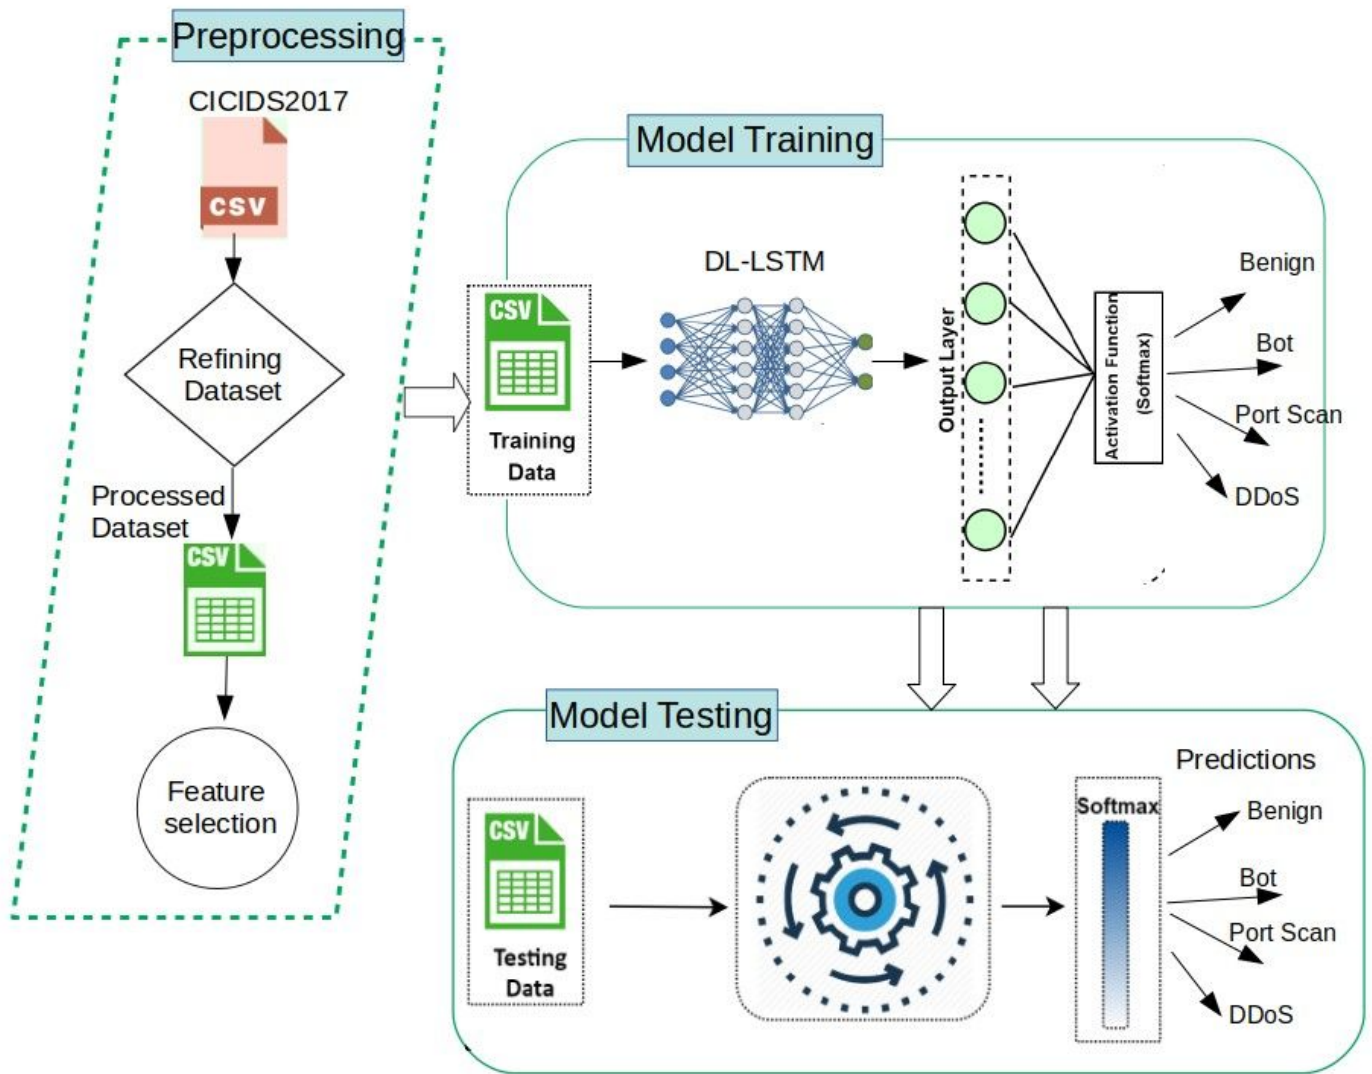 Preprocessing
CICIDS2017
CSV
Refining
Dataset
Processed
Dataset
CSV
Feature
selection
Model Training
CSV
Training
Data
DL-LSTM
Output Layer
Activation Function
(Softmax)
Benign
Bot
Port Scan
DDoS
Model Testing
CSV
Testing
Data
Softmax
Predictions
Benign
Bot
Port Scan
DDoS